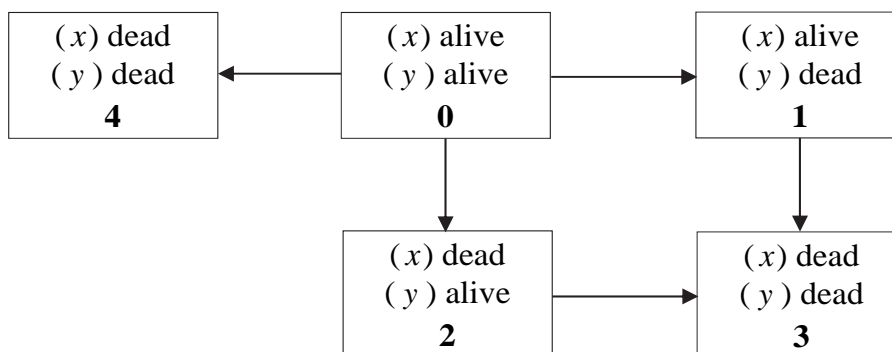 (x) dead
(y) dead
4
(x) alive
(y) alive
0
(x) alive
(y) dead
1
(x) dead
(y) alive
2
(x) dead
(y) dead
3